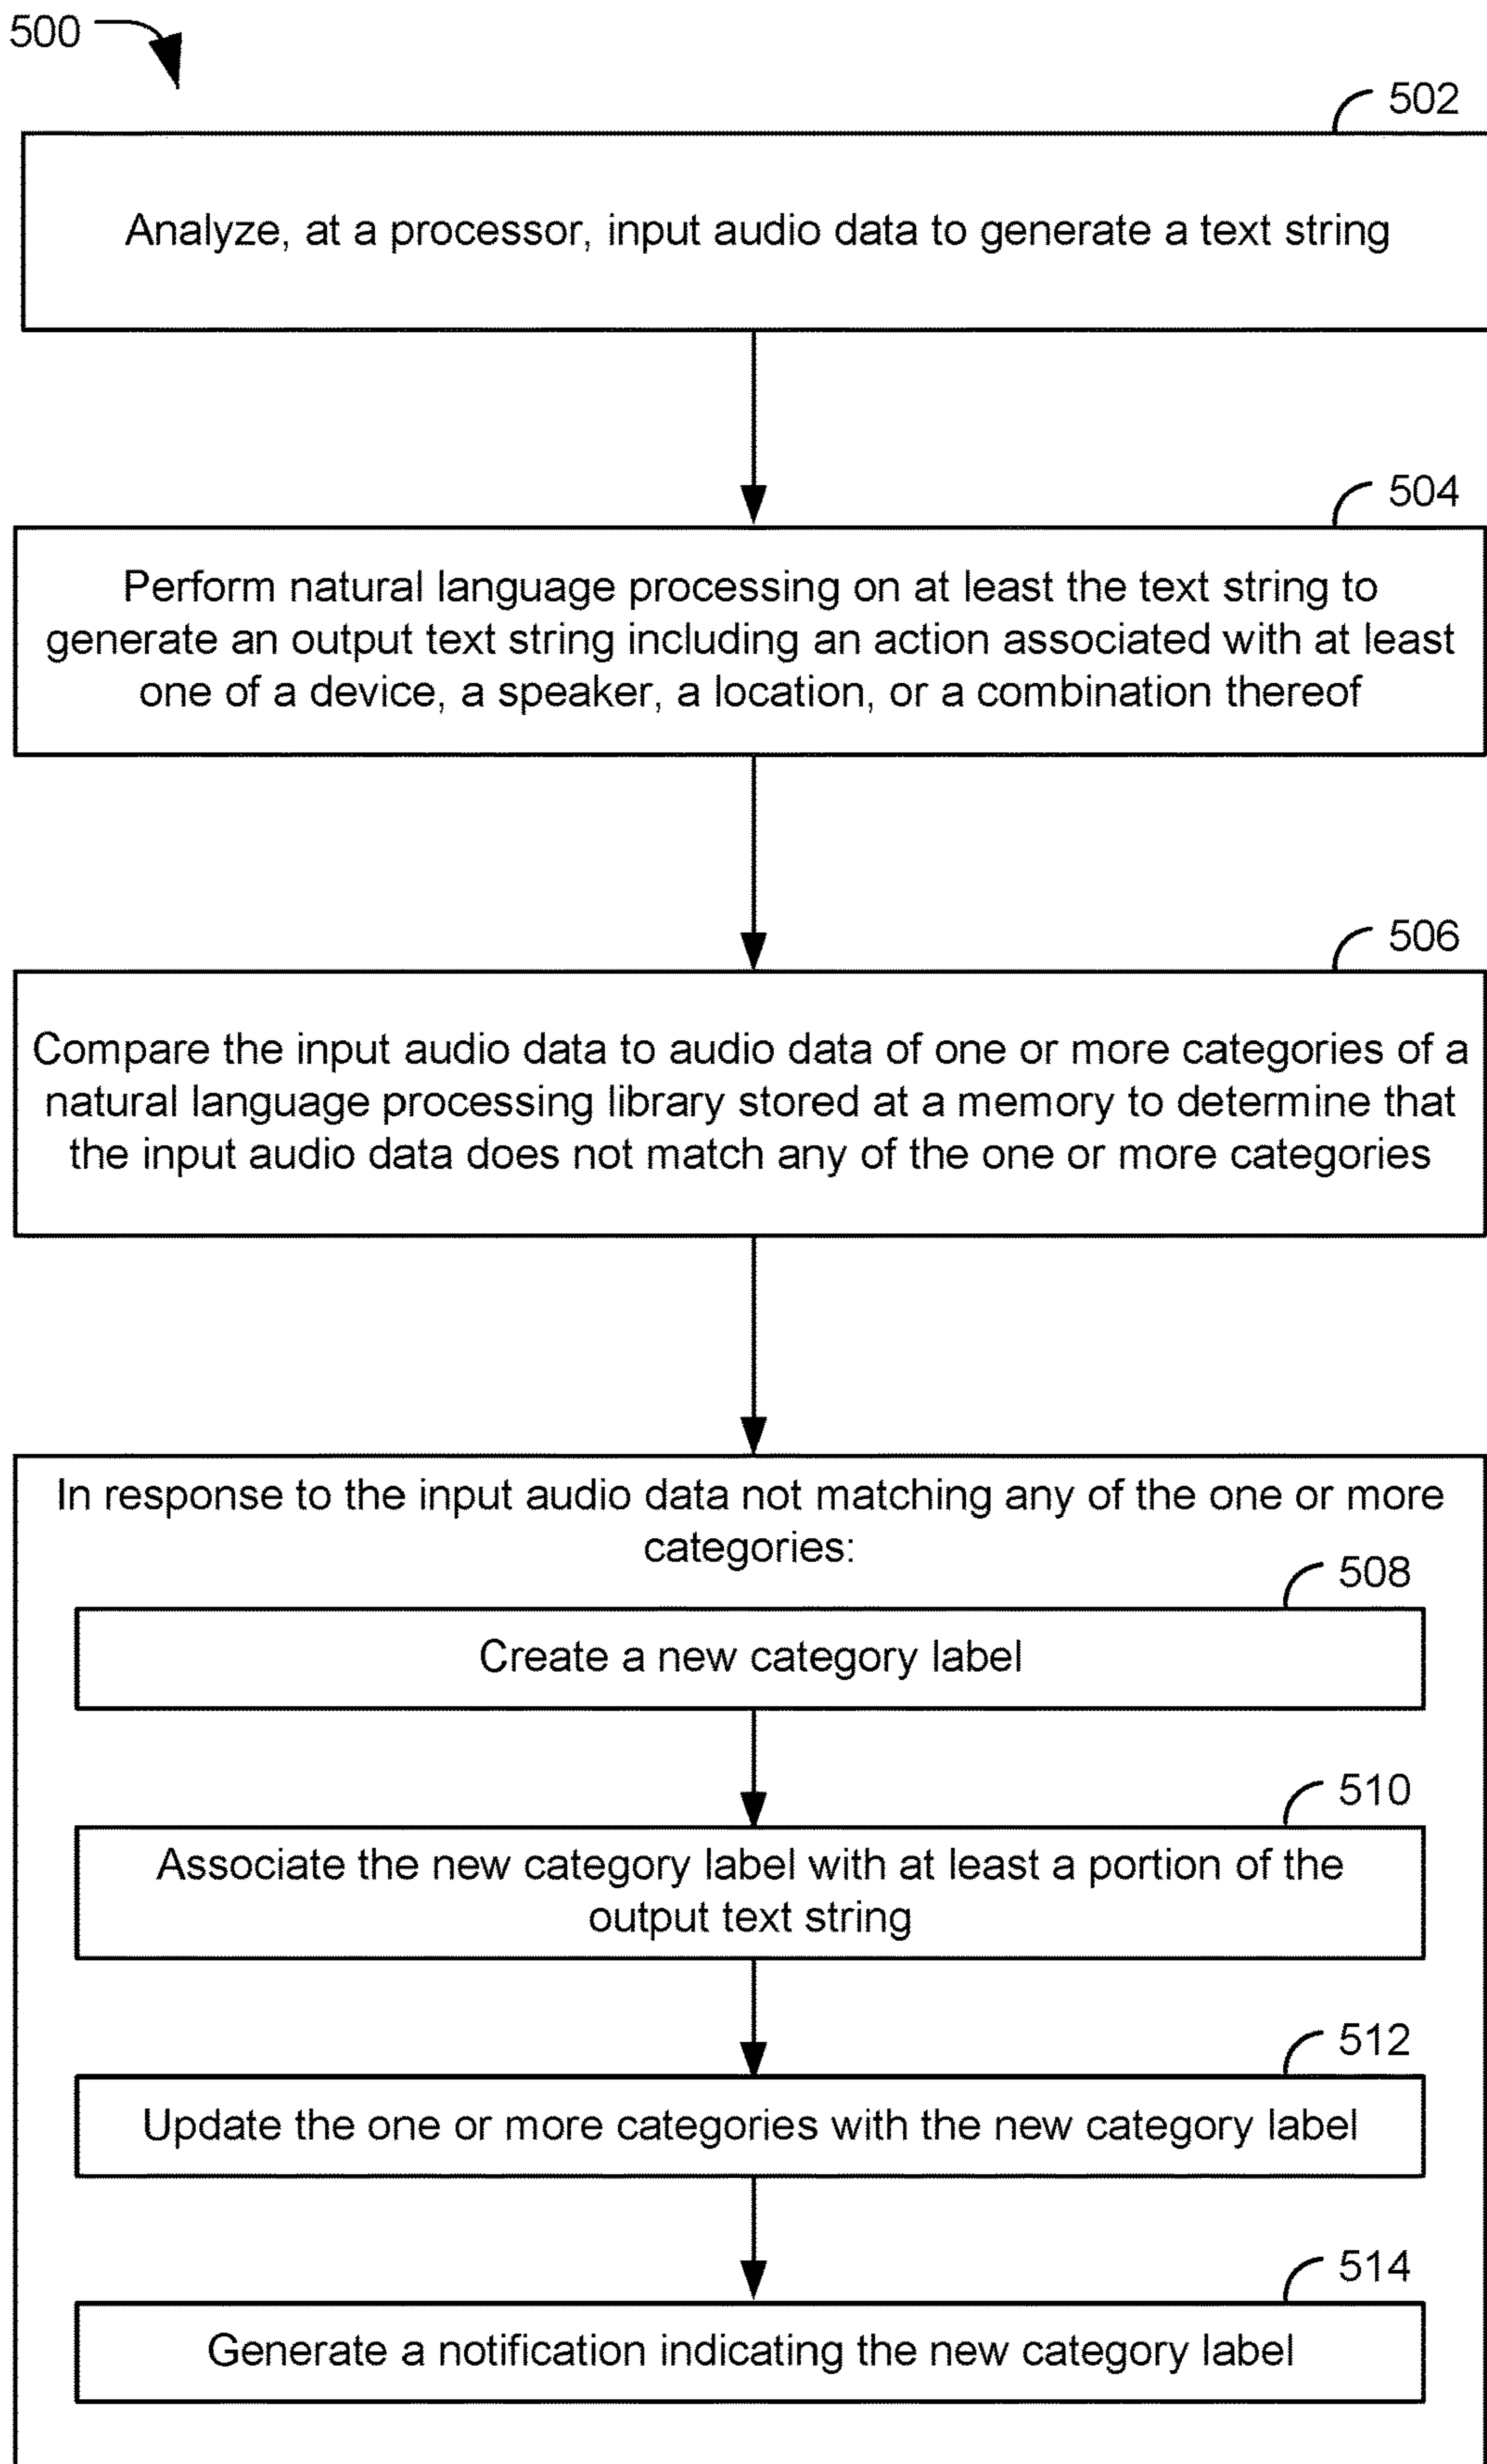 500
502
Analyze, at a processor, input audio data to generate a text string
504
Perform natural language processing on at least the text string to
generate an output text string including an action associated with at least
one of a device, a speaker, a location, or a combination thereof
506
Compare the input audio data to audio data of one or more categories of a
natural language processing library stored at a memory to determine that
the input audio data does not match any of the one or more categories
In response to the input audio data not matching any of the one or more
categories:
508
Create a new category label
510
Associate the new category label with at least a portion of the
output text string
512
Update the one or more categories with the new category label
514
Generate a notification indicating the new category label